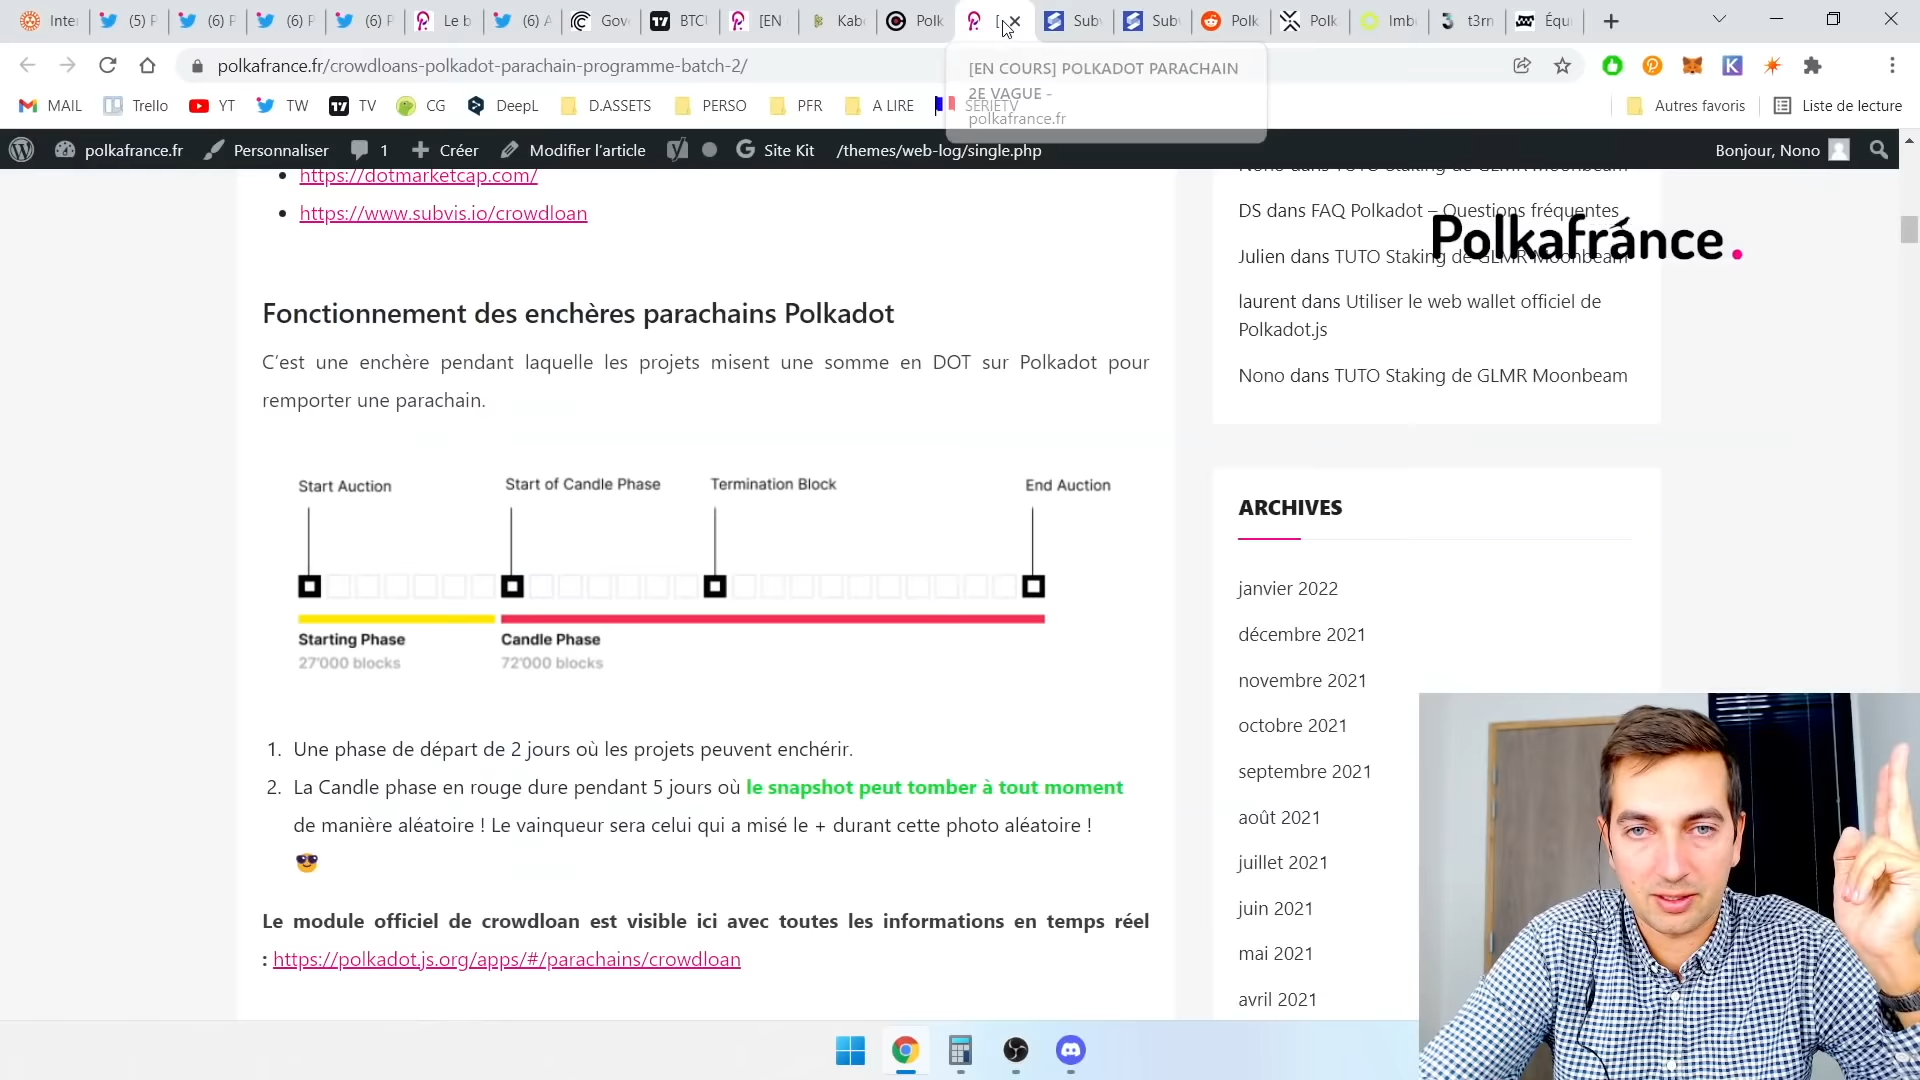 Inter
(5) P
(6) P
(6) P
(6) P
Le b
(6) A
Gov
BTCU
[EN
Kab
Polk
[
Sub
Sub
Polk
Polk
Imb
t3rn
Équ
polkafrance.fr/crowdloans-polkadot-parachain-programme-batch-2/
[EN COURS] POLKADOT PARACHAIN
2E VAGUE -
polkafrance.fr
MAIL
Trello
YT
TW
TV
CG
DeepL
D.ASSETS
PERSO
PFR
A LIRE
SERIETV
Autres favoris
Liste de lecture
polkafrance.fr
Personnaliser
1
Créer
Modifier l'article
Site Kit
/themes/web-log/single.php
Bonjour, Nono
https://dotmarketcap.com/
https://www.subvis.io/crowdloan
Fonctionnement des enchères parachains Polkadot
C'est une enchère pendant laquelle les projets misent une somme en DOT sur Polkadot pour
remporter une parachain.
Start Auction
Start of Candle Phase
Termination Block
End Auction
Starting Phase
27'000 blocks
Candle Phase
72'000 blocks
1. Une phase de départ de 2 jours où les projets peuvent enchérir.
2. La Candle phase en rouge dure pendant 5 jours où le snapshot peut tomber à tout moment
de manière aléatoire ! Le vainqueur sera celui qui a misé le + durant cette photo aléatoire !
Le module officiel de crowdloan est visible ici avec toutes les informations en temps réel
: https://polkadot.js.org/apps/#/parachains/crowdloan
Nono dans TUTO Staking de GLMR Moonbeam
DS dans FAQ Polkadot – Questions fréquentes
Polkafránce.
Julien dans TUTO Staking de GLMR Moonbeam
laurent dans Utiliser le web wallet officiel de
Polkadot.js
Nono dans TUTO Staking de GLMR Moonbeam
ARCHIVES
janvier 2022
décembre 2021
novembre 2021
octobre 2021
septembre 2021
août 2021
juillet 2021
juin 2021
mai 2021
avril 2021